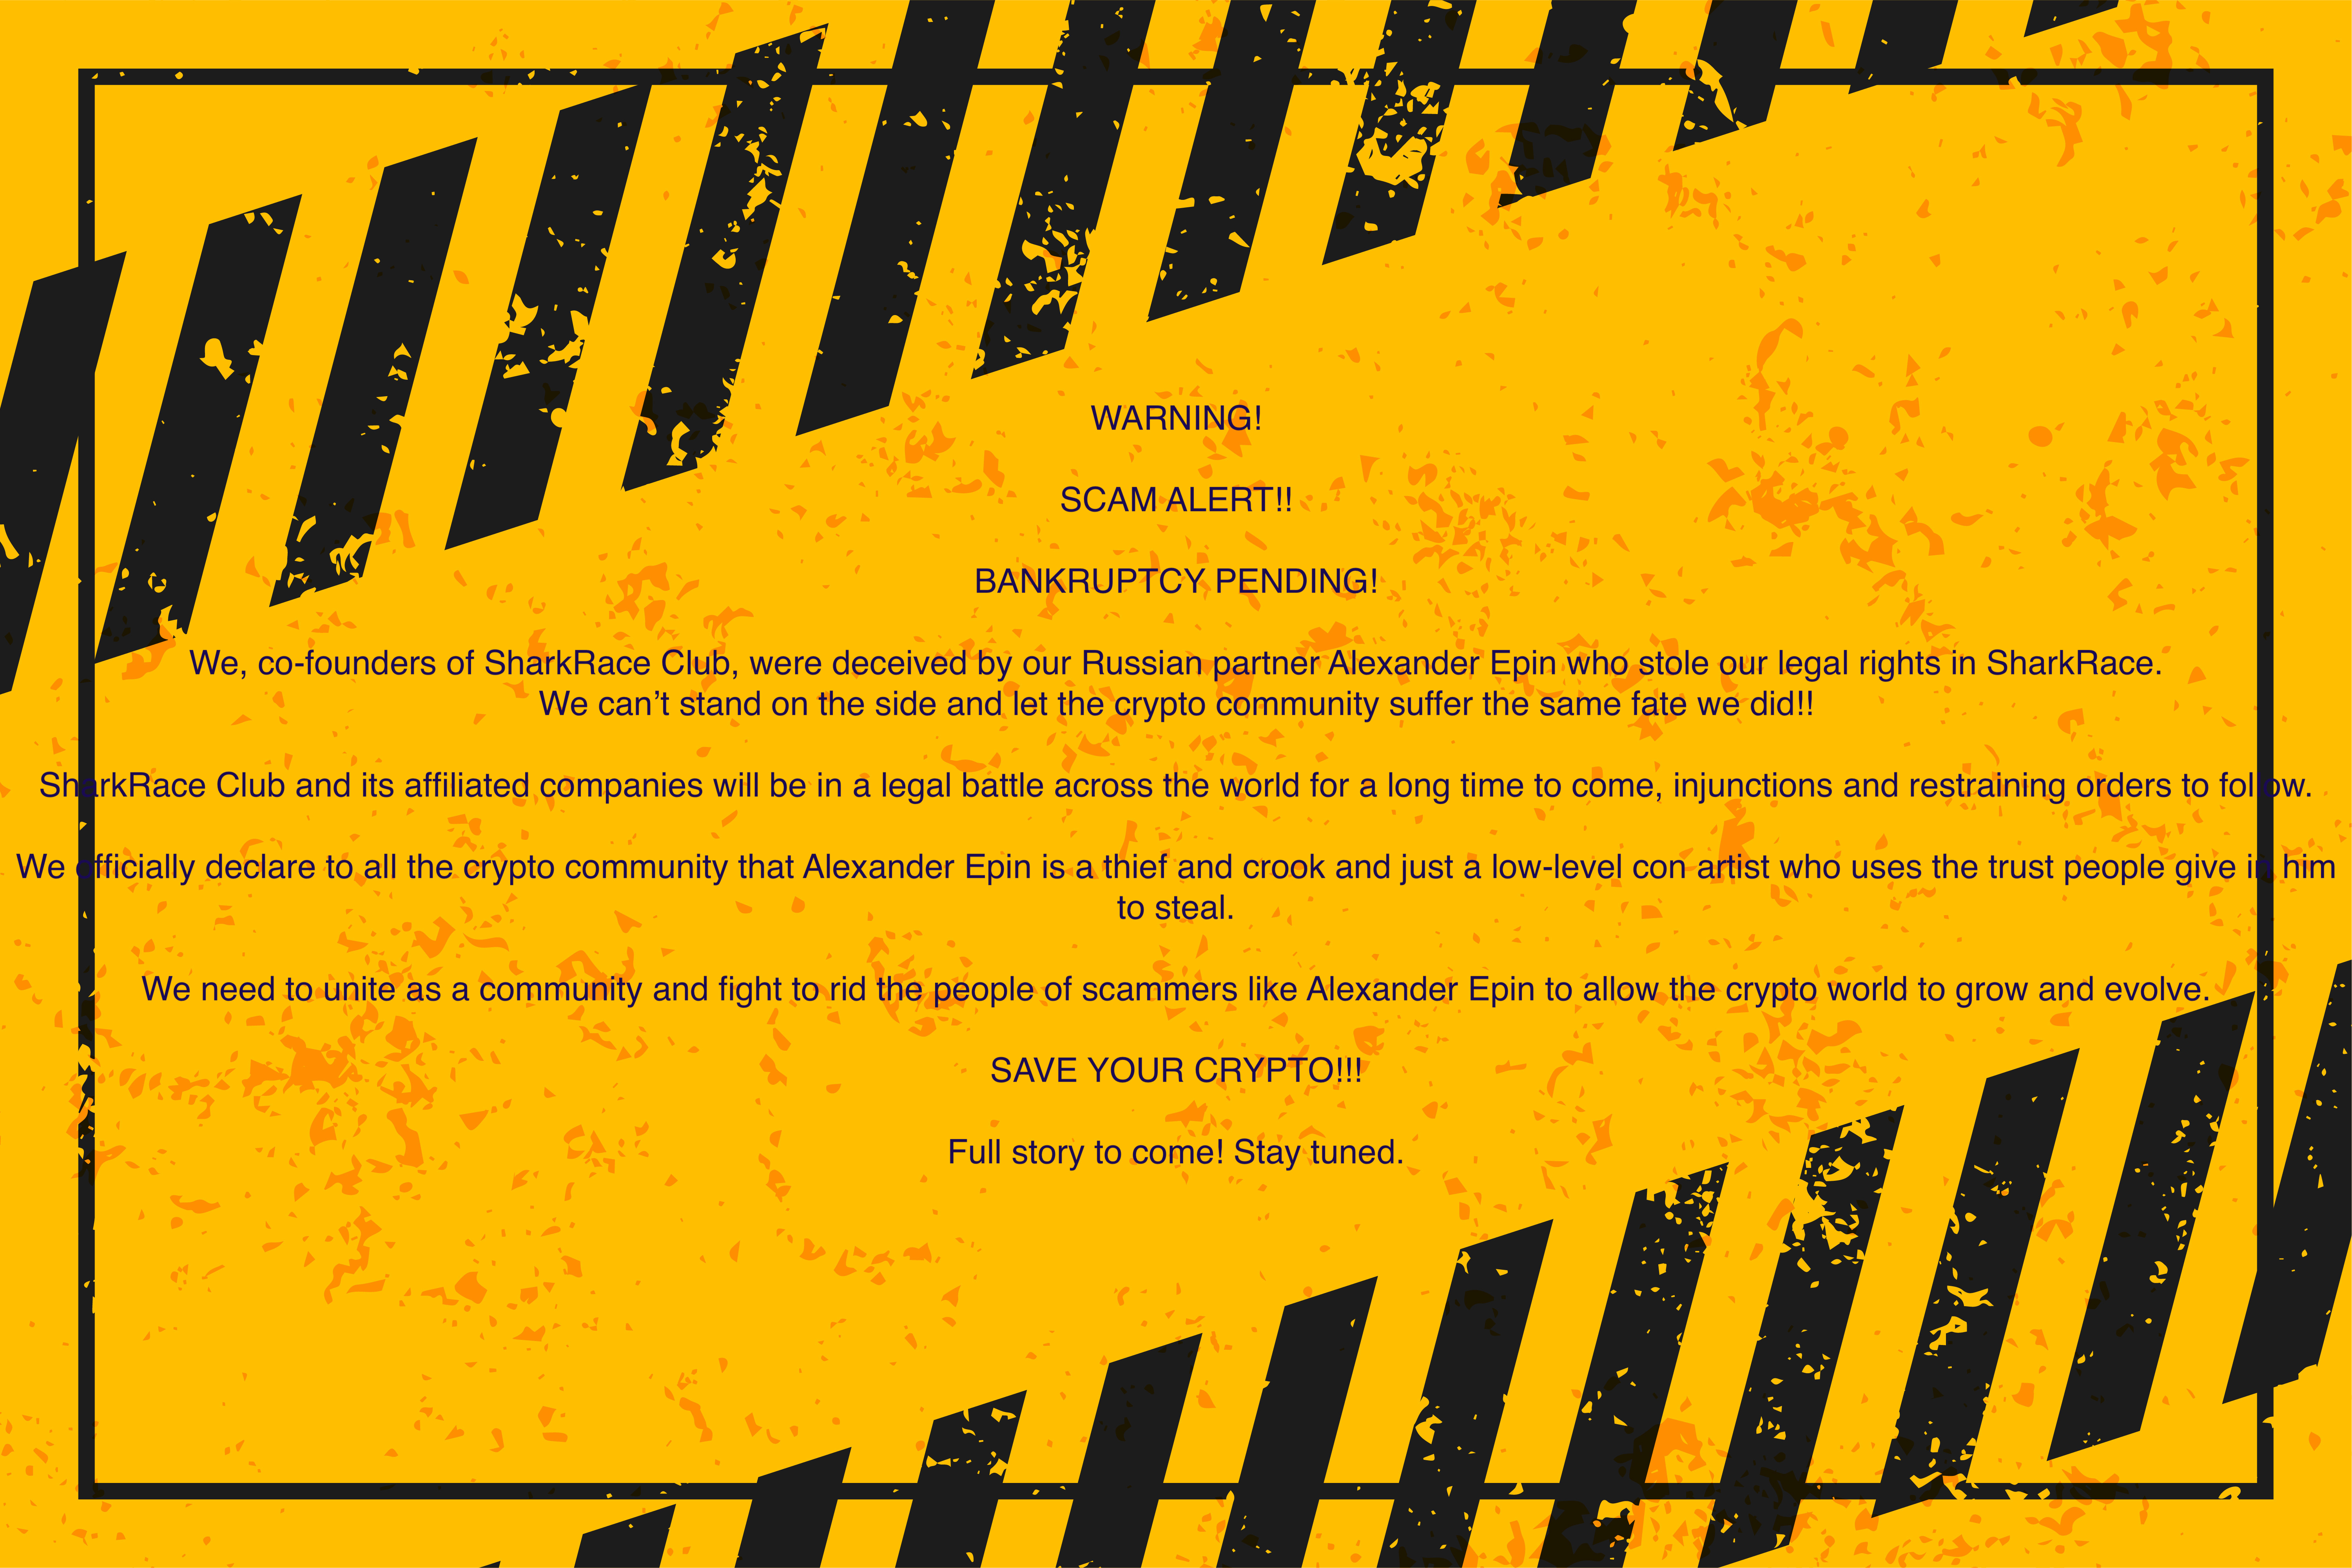 WARNING!
SCAM ALERT!!
BANKRUPTCY PENDING!
We, co-founders of SharkRace Club, were deceived by our Russian partner Alexander Epin who stole our legal rights in SharkRace.
We can’t stand on the side and let the crypto community suffer the same fate we did!!
SharkRace Club and its affiliated companies will be in a legal battle across the world for a long time to come, injunctions and restraining orders to follow.
We officially declare to all the crypto community that Alexander Epin is a thief and crook and just a low-level con artist who uses the trust people give in him
to steal.
We need to unite as a community and fight to rid the people of scammers like Alexander Epin to allow the crypto world to grow and evolve.
SAVE YOUR CRYPTO!!!
Full story to come! Stay tuned.